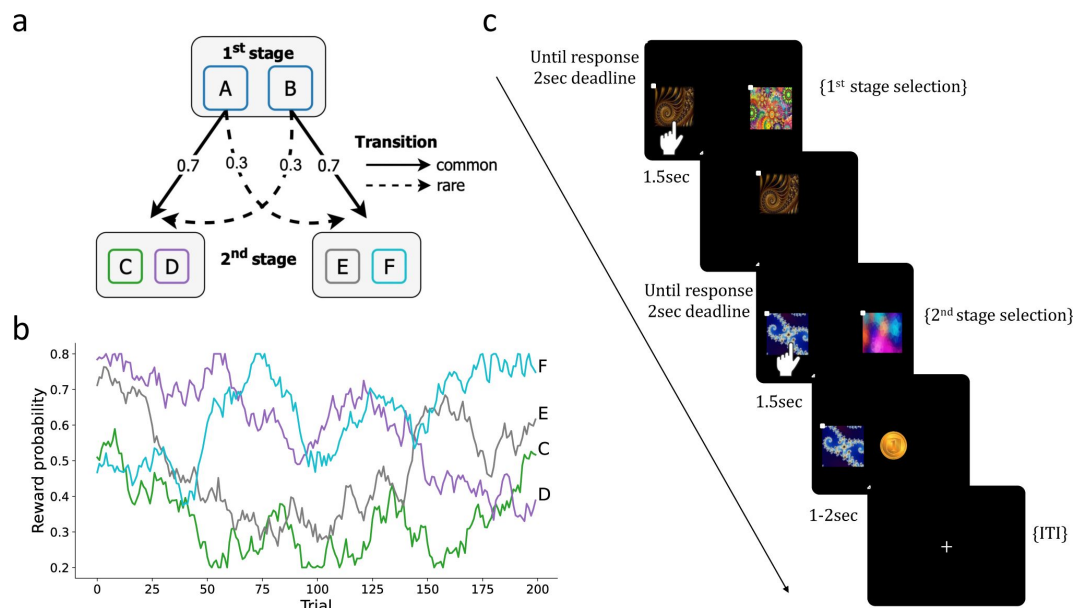 a
1st stage
A B
Transition
0.7 0.3 0.3 0.7
common
rare
C D 2nd stage E F
b
Reward probability
0.8
0.7
0.6
0.5
0.4
0.3
0.2
F
E
C
D
0 25 50 75 100 125 150 175 200
Trial
c
Until response
2sec deadline
{1st stage selection}
1.5sec
Until response
2sec deadline
{2nd stage selection}
1.5sec
1-2sec
+
{ITI}